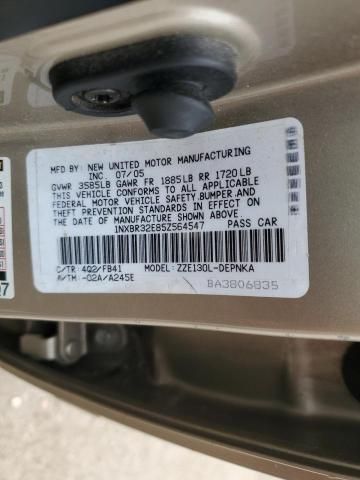 MFD. BY: NEW UNITED MOTOR MANUFACTURING
INC. 07/05
GVWR 3585LB GAWR FR 1885LB RR 1720LB
THIS VEHICLE CONFORMS TO ALL APPLICABLE
FEDERAL MOTOR VEHICLE SAFETY,BUMPER,AND
THEFT PREVENTION STANDARDS IN EFFECT ON
THE DATE OF MANUFACTURE SHOWN ABOVE.
1NXBR32E85Z564547 PASS CAR
C/TR: 4Q2/FB41 MODEL: ZZE130L-DEPNKA
A/TM: -02A/A245E
BA3806835